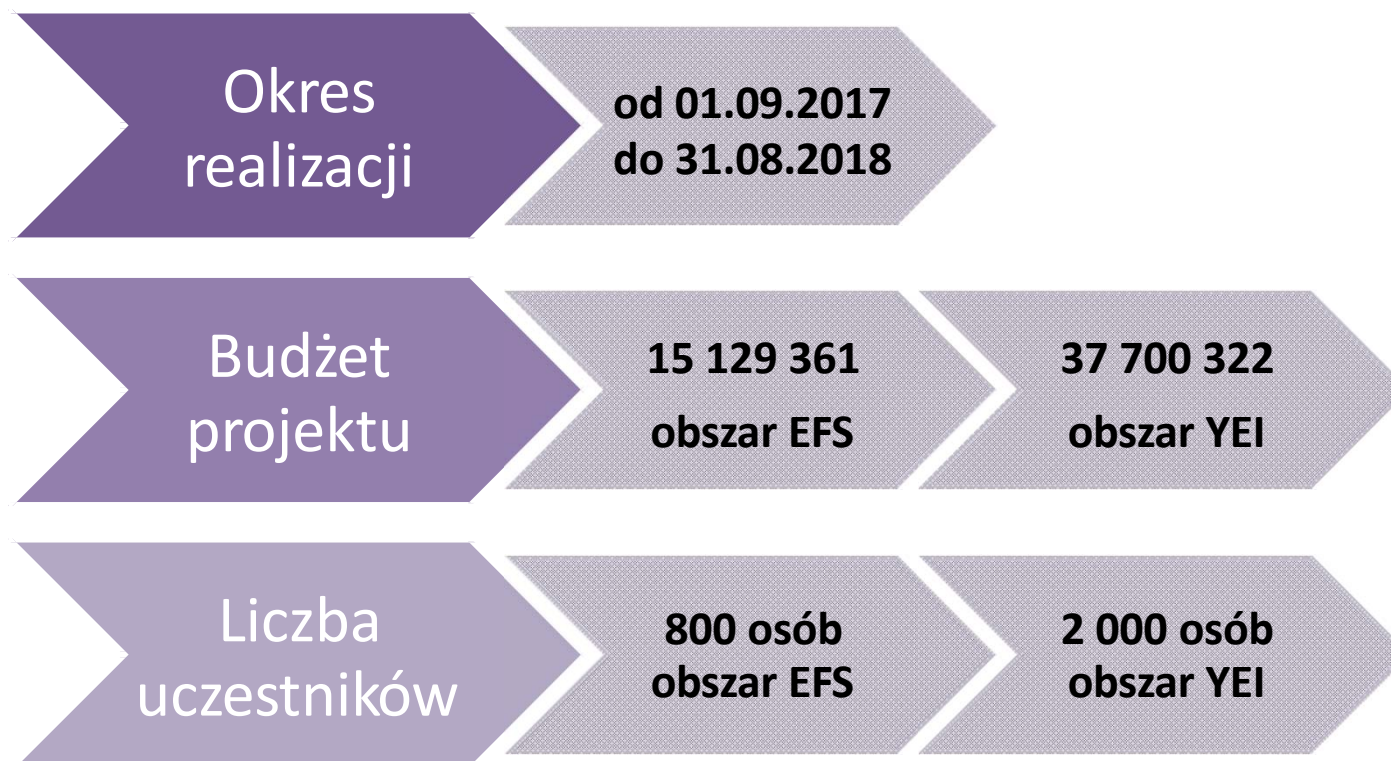 Okres
realizacji
od 01.09.2017
do 31.08.2018
Budżet
projektu
15 129 361
obszar EFS
37 700 322
obszar YEI
Liczba
uczestników
800 osób
obszar EFS
2 000 osób
obszar YEI